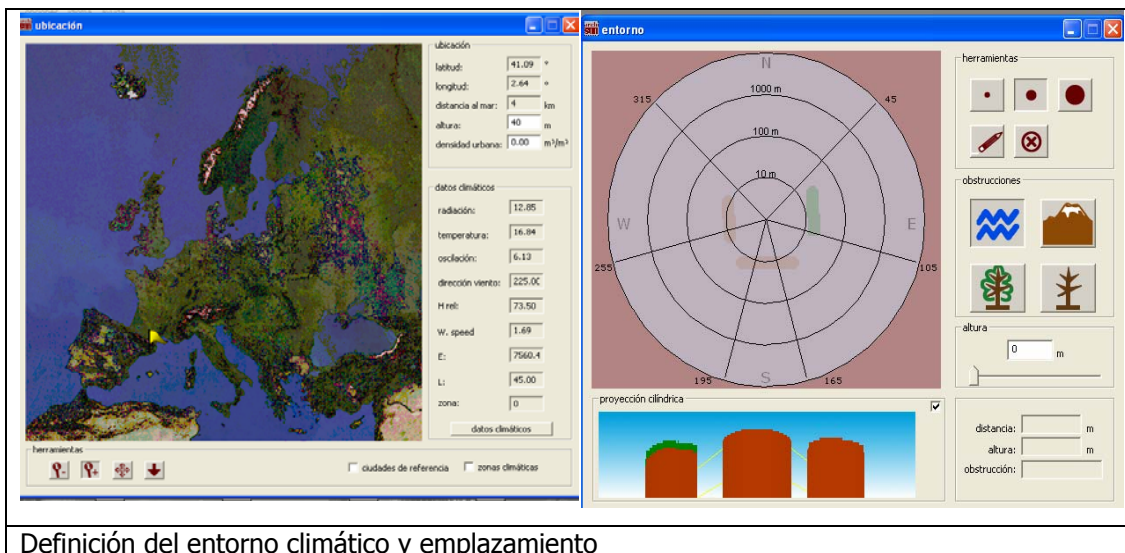 ubicación
ubicación
latitud: 41.09 º
longitud: 2.64 º
distancia al mar: 4 km
altura: 40 m
densidad urbana: 0.00 m³/m³
datos climáticos
radiación: 12.85
temperatura: 16.84
oscilación: 6.13
dirección viento: 225.00
H rel: 73.50
W. speed 1.69
E: 7560.4
L: 45.00
zona: 0
datos climáticos
herramientas
ciudades de referencia
zonas climáticas
entorno
N
1000 m
315
45
100 m
10 m
W
E
255
105
195
165
S
herramientas
obstrucciones
altura
0 m
proyección cilíndrica
distancia: m
altura: m
obstrucción:
Definición del entorno climático y emplazamiento